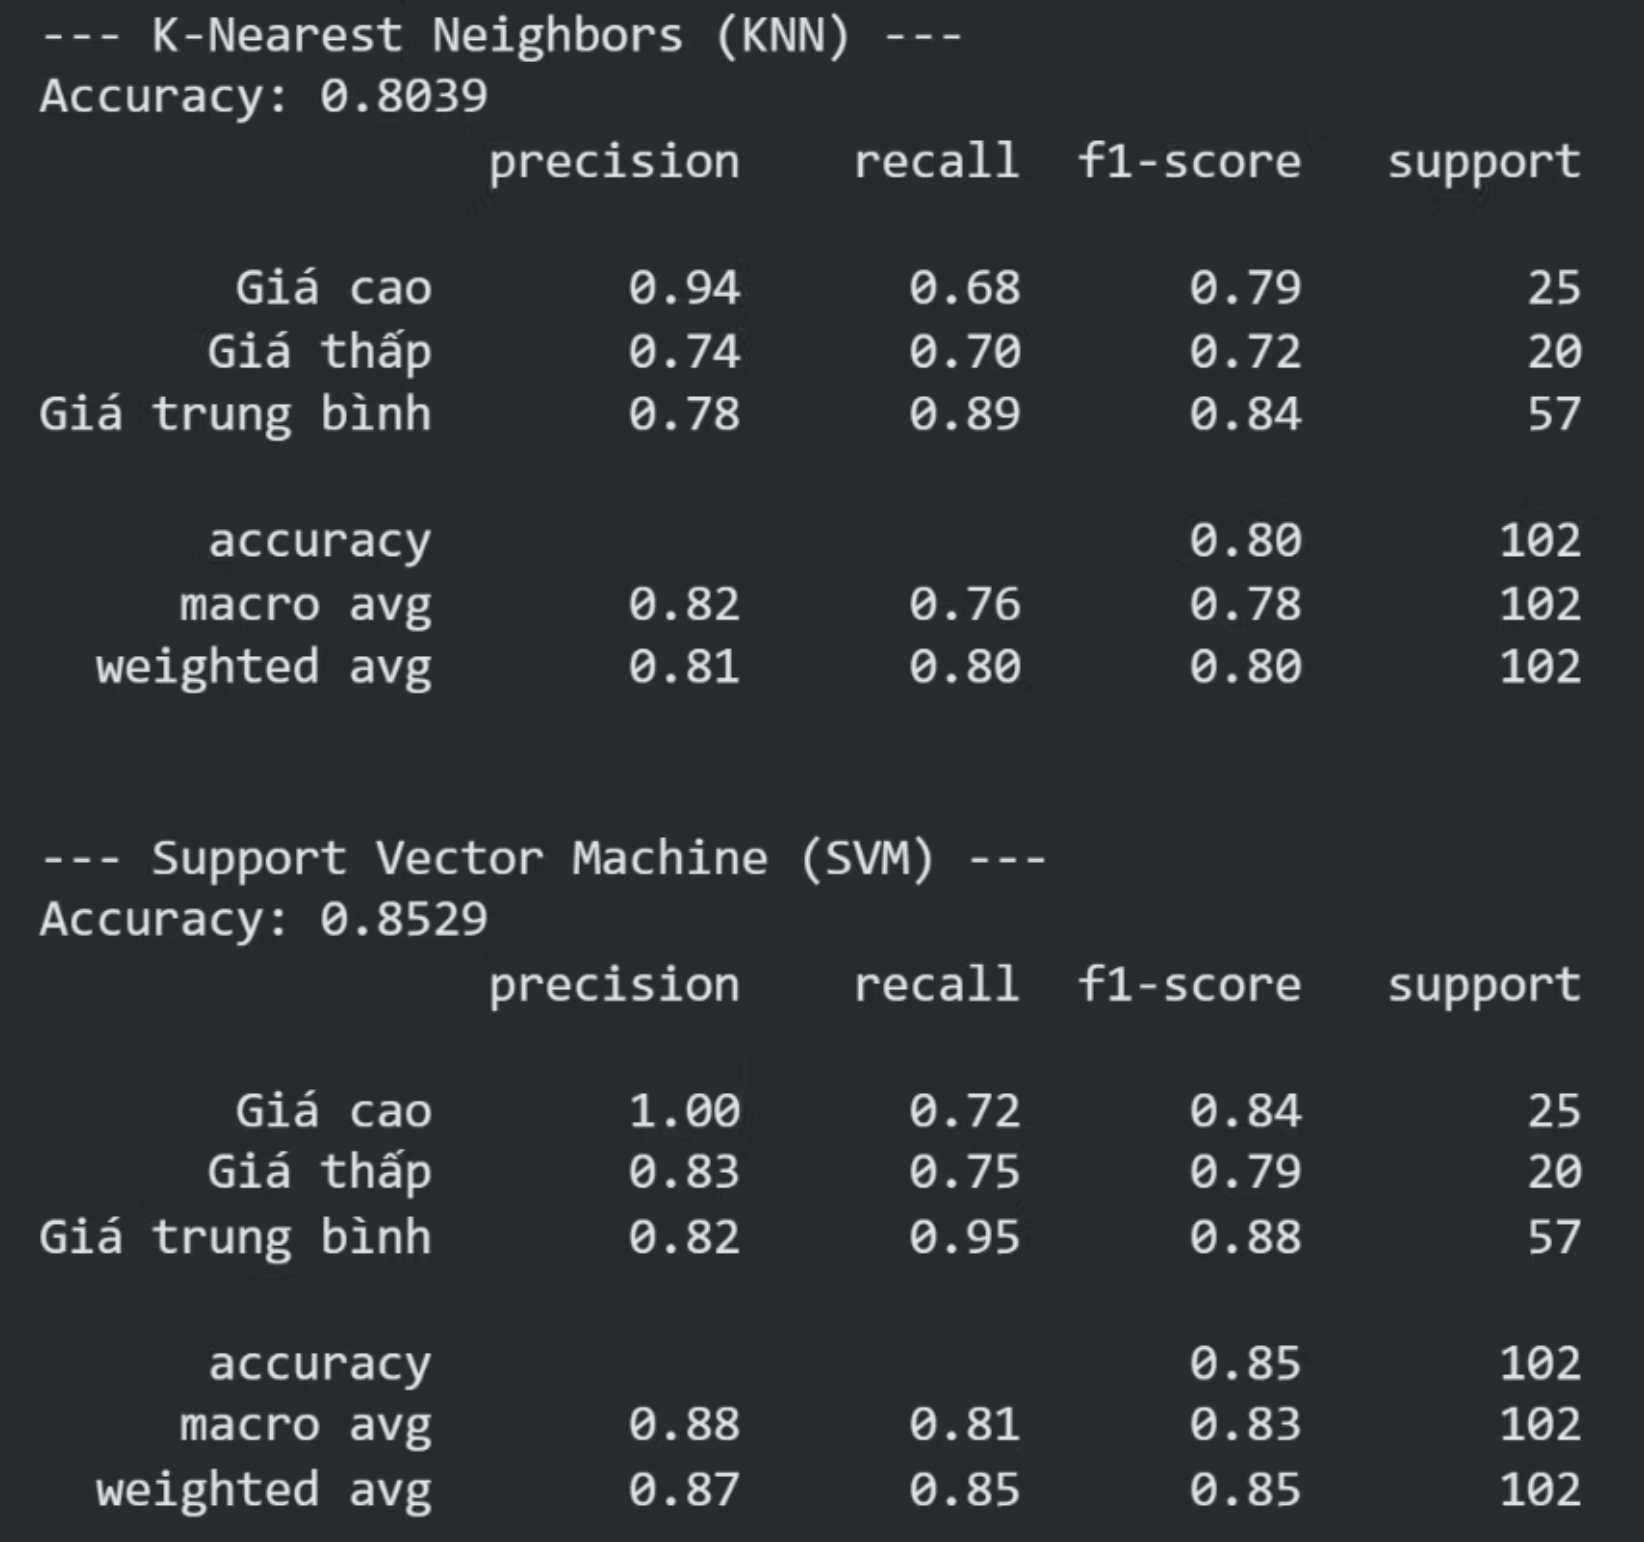 --- K-Nearest Neighbors (KNN) ---
Accuracy: 0.8039
precision recall f1-score support
Giá cao 0.94 0.68 0.79 25
Giá thấp 0.74 0.70 0.72 20
Giá trung bình 0.78 0.89 0.84 57
accuracy 0.80 102
macro avg 0.82 0.76 0.78 102
weighted avg 0.81 0.80 0.80 102
--- Support Vector Machine (SVM) ---
Accuracy: 0.8529
precision recall f1-score support
Giá cao 1.00 0.72 0.84 25
Giá thấp 0.83 0.75 0.79 20
Giá trung bình 0.82 0.95 0.88 57
accuracy 0.85 102
macro avg 0.88 0.81 0.83 102
weighted avg 0.87 0.85 0.85 102